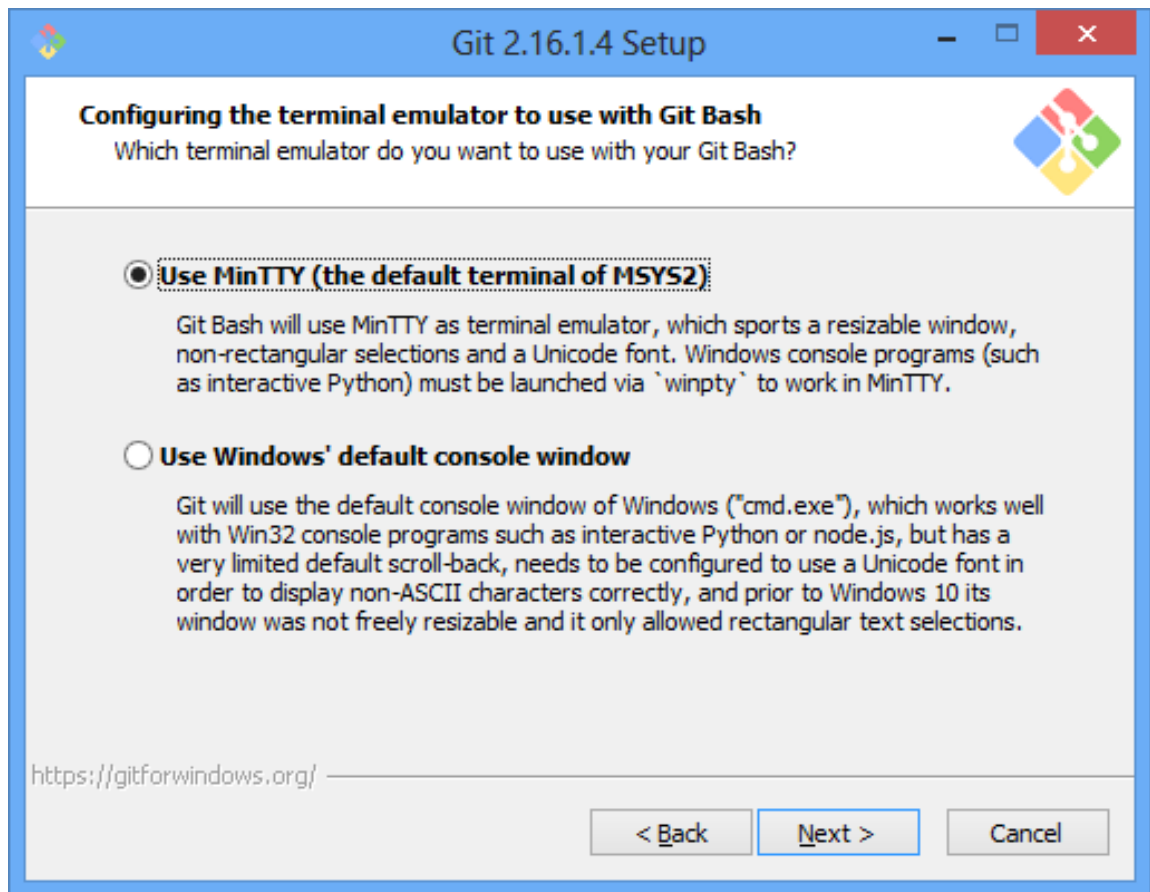 Git 2.16.1.4 Setup
Configuring the terminal emulator to use with Git Bash
Which terminal emulator do you want to use with your Git Bash?
Use MinTTY (the default terminal of MSYS2)
Git Bash will use MinTTY as terminal emulator, which sports a resizable window,
non-rectangular selections and a Unicode font. Windows console programs (such
as interactive Python) must be launched via `winpty` to work in MinTTY.
Use Windows' default console window
Git will use the default console window of Windows ("cmd.exe"), which works well
with Win32 console programs such as interactive Python or node.js, but has a
very limited default scroll-back, needs to be configured to use a Unicode font in
order to display non-ASCII characters correctly, and prior to Windows 10 its
window was not freely resizable and it only allowed rectangular text selections.
https://gitforwindows.org/
< Back
Next >
Cancel